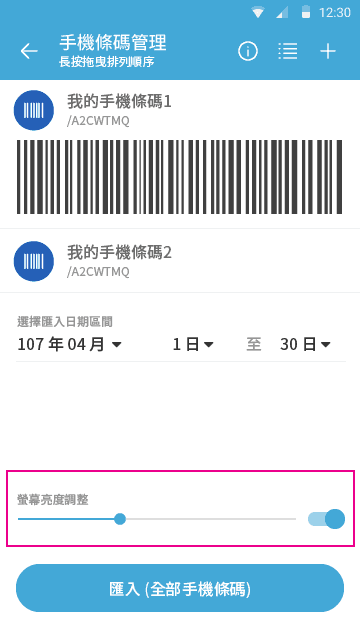 12:30
手機條碼管理
長按拖曳排列順序
我的手機條碼1
/A2CWTMQ
我的手機條碼2
/A2CWTMQ
選擇匯入日期區間
107 年 04 月 1 日 至 30 日
螢幕亮度調整
匯入 (全部手機條碼)